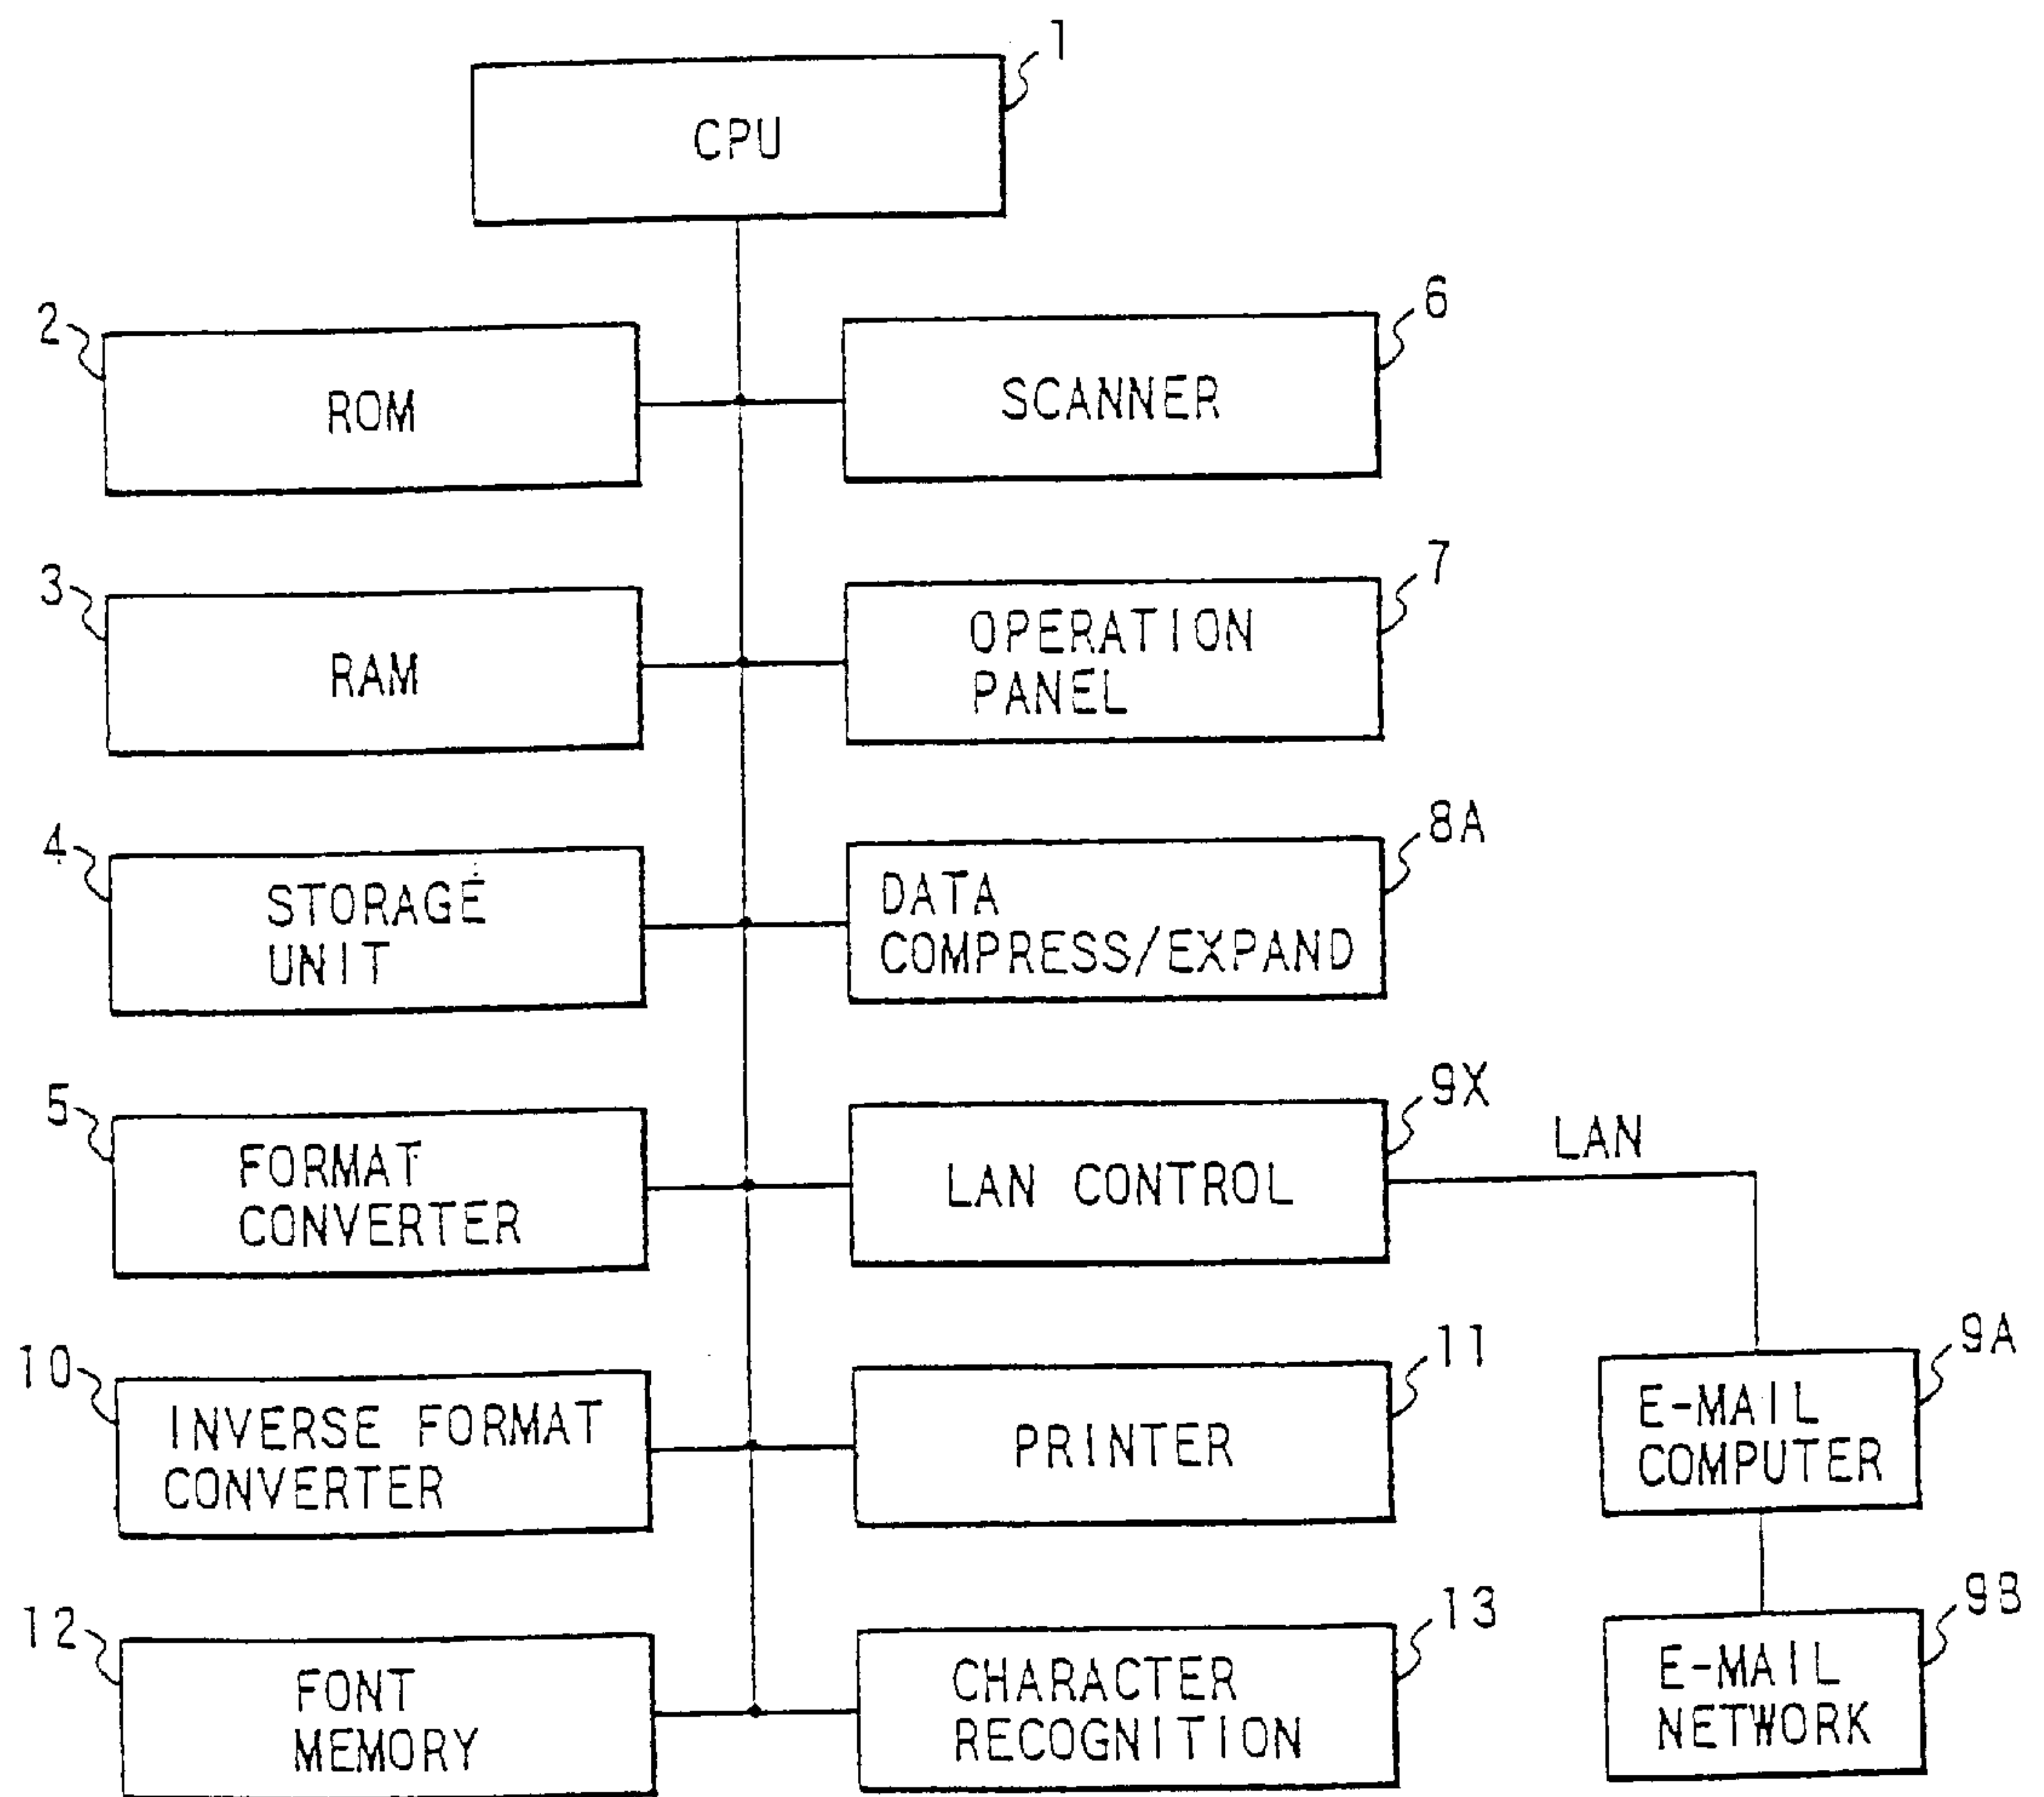 1
CPU
2
ROM
6
SCANNER
3
RAM
7
OPERATION
PANEL
4
STORAGE
UNIT
8A
DATA
COMPRESS/EXPAND
5
FORMAT
CONVERTER
9X
LAN CONTROL
LAN
10
INVERSE FORMAT
CONVERTER
11
PRINTER
9A
E-MAIL
COMPUTER
12
FONT
MEMORY
13
CHARACTER
RECOGNITION
9B
E-MAIL
NETWORK